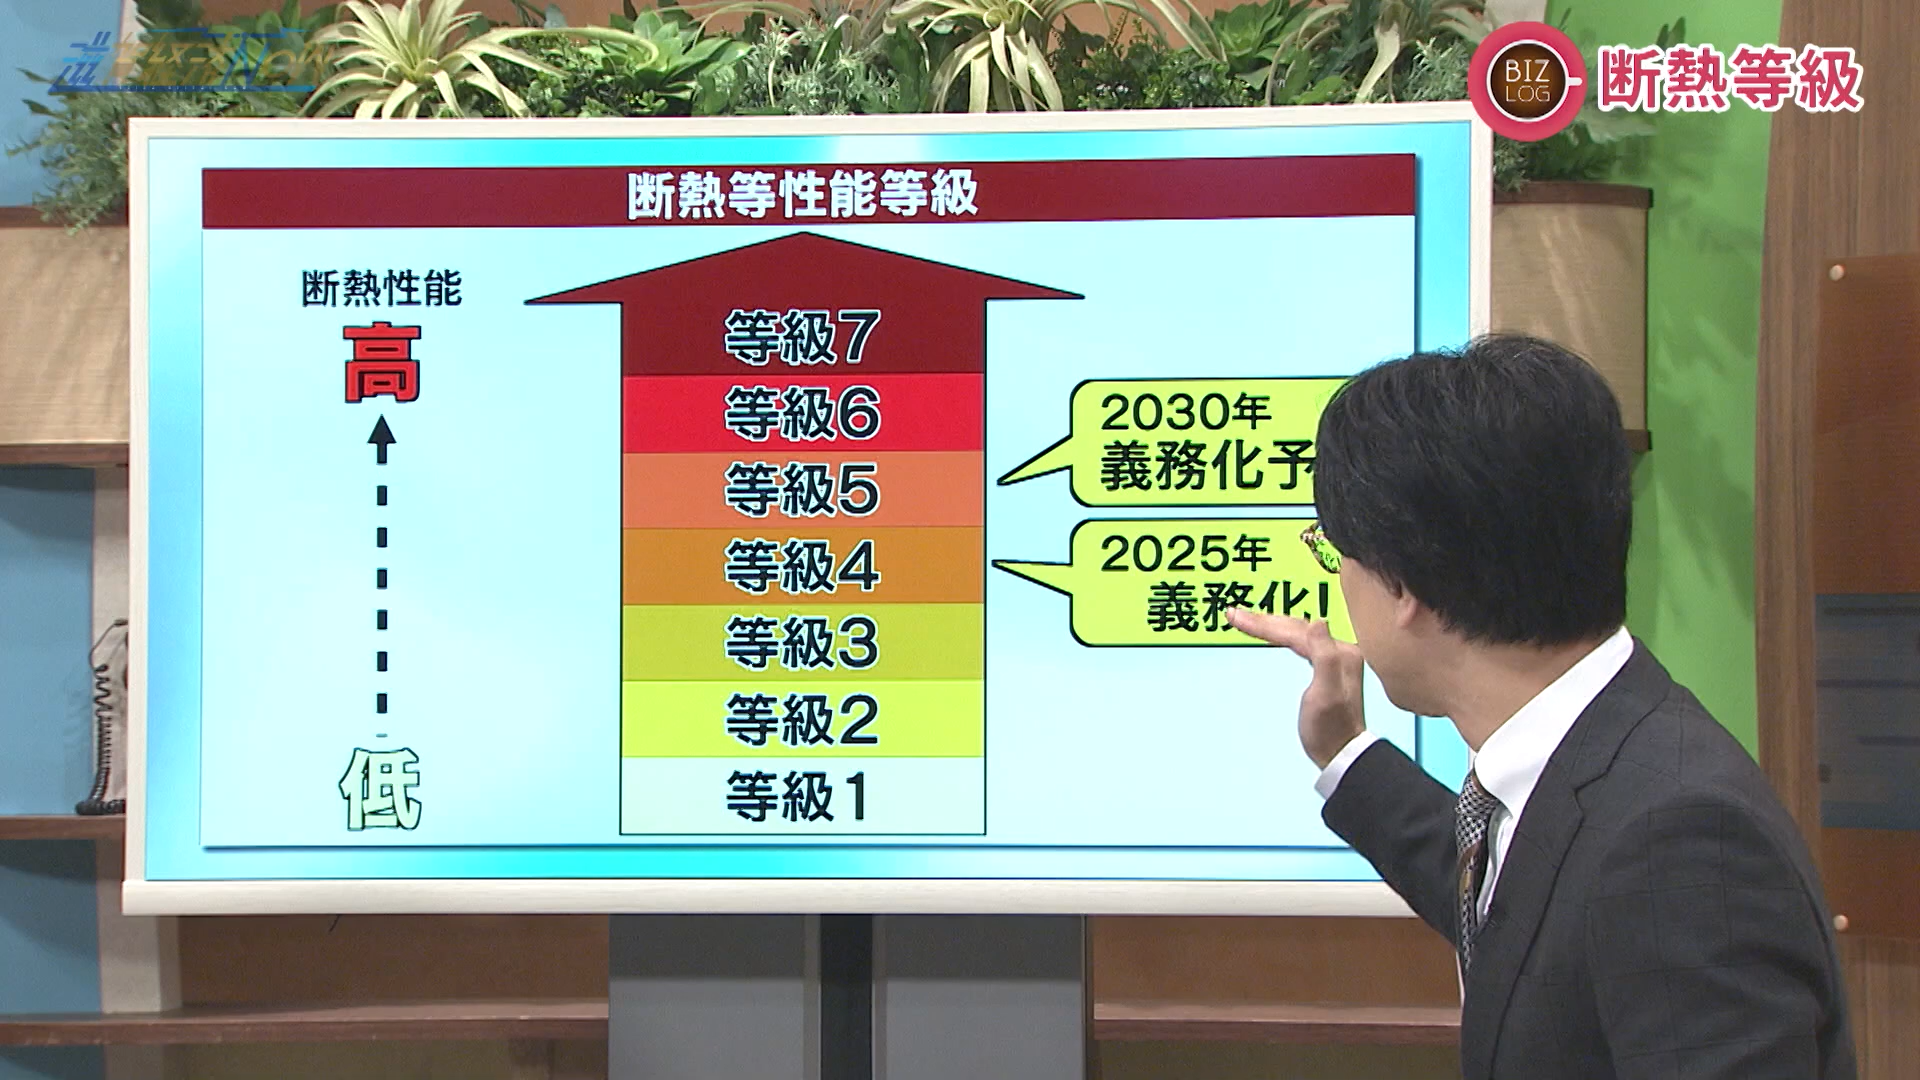 BIZ
LOG
断熱等級
断熱等性能等級
断熱性能
高
低
等級7
等級6
等級5
等級4
等級3
等級2
等級1
2030年
義務化予
2025年
義務化!